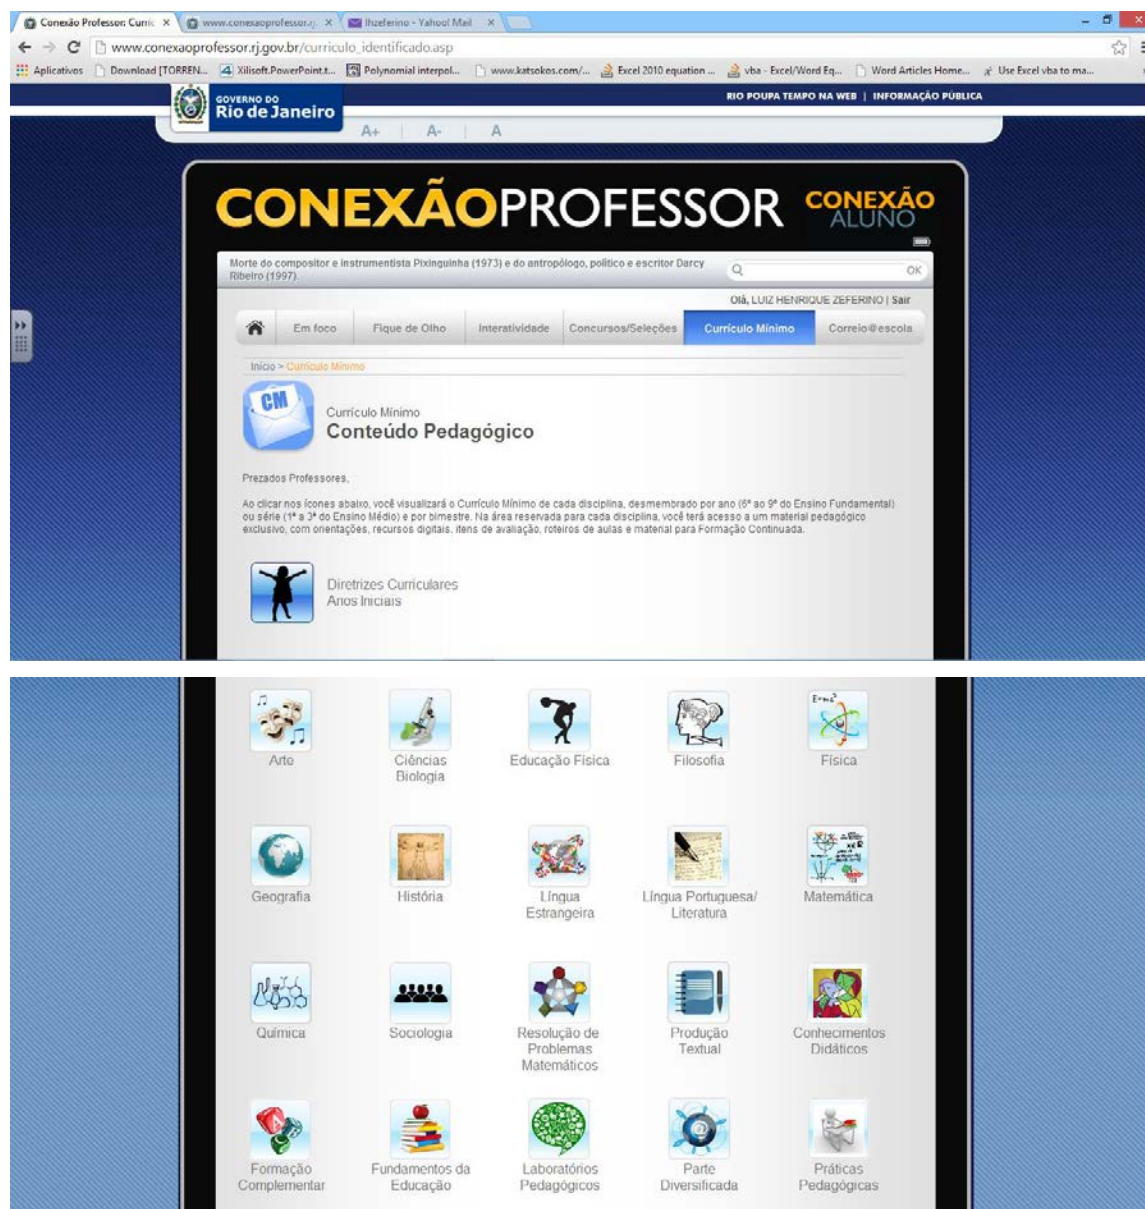 Conexão Professor: Curríc ×
www.conexaoprofessor.rj. ×
lhzeferino - Yahoo! Mail ×
www.conexaoprofessor.rj.gov.br/curriculo_identificado.asp
Aplicativos Download [TORREN... Xilisoft.PowerPoint.t... Polynomial interpol... www.katsokos.com/... Excel 2010 equation ... vba - Excel/Word Eq... Word Articles Home... Use Excel vba to ma...
GOVERNO DO
Rio de Janeiro
RIO POUPA TEMPO NA WEB | INFORMAÇÃO PÚBLICA
A+ | A- | A
CONEXÃOPROFESSOR
CONEXÃO
ALUNO
Morte do compositor e instrumentista Pixinguinha (1973) e do antropólogo, político e escritor Darcy
Ribeiro (1997).
OK
Olá, LUIZ HENRIQUE ZEFERINO | Sair
Em foco Fique de Olho Interatividade Concursos/Seleções Currículo Mínimo Correio@escola
Início > Currículo Mínimo
CM
Currículo Mínimo
Conteúdo Pedagógico
Prezados Professores,
Ao clicar nos ícones abaixo, você visualizará o Currículo Mínimo de cada disciplina, desmembrado por ano (6º ao 9º do Ensino Fundamental)
ou série (1ª a 3ª do Ensino Médio) e por bimestre. Na área reservada para cada disciplina, você terá acesso a um material pedagógico
exclusivo, com orientações, recursos digitais, itens de avaliação, roteiros de aulas e material para Formação Continuada.
Diretrizes Curriculares
Anos Iniciais
Arte
Ciências
Biologia
Educação Física
Filosofia
Física
Geografia
História
Língua
Estrangeira
Língua Portuguesa/
Literatura
Matemática
Química
Sociologia
Resolução de
Problemas
Matemáticos
Produção
Textual
Conhecimentos
Didáticos
Formação
Complementar
Fundamentos da
Educação
Laboratórios
Pedagógicos
Parte
Diversificada
Práticas
Pedagógicas